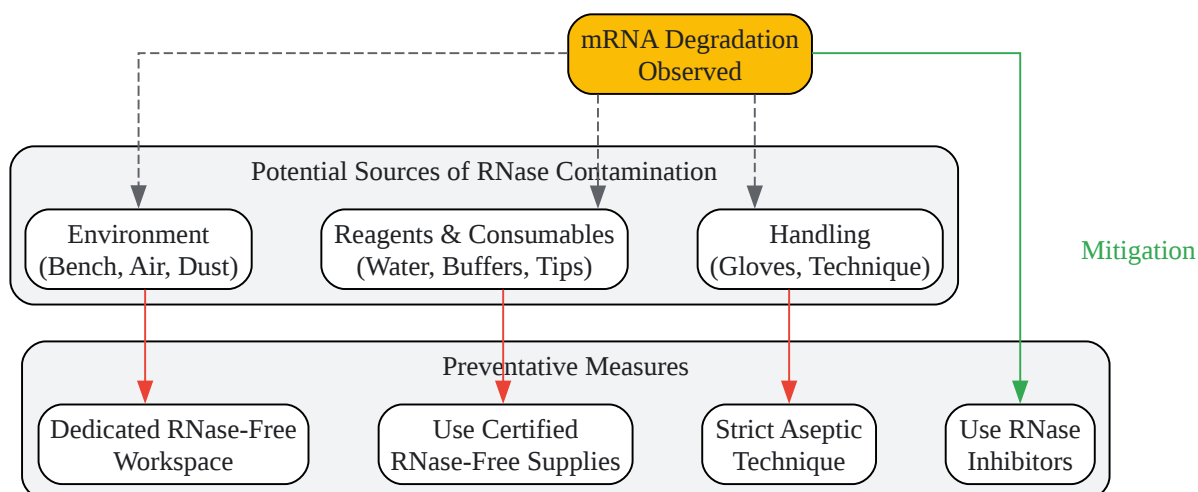 mRNA Degradation
Observed
Potential Sources of RNase Contamination
Environment
(Bench, Air, Dust)
Reagents & Consumables
(Water, Buffers, Tips)
Handling
(Gloves, Technique)
Mitigation
Preventative Measures
Dedicated RNase-Free
Workspace
Use Certified
RNase-Free Supplies
Strict Aseptic
Technique
Use RNase
Inhibitors